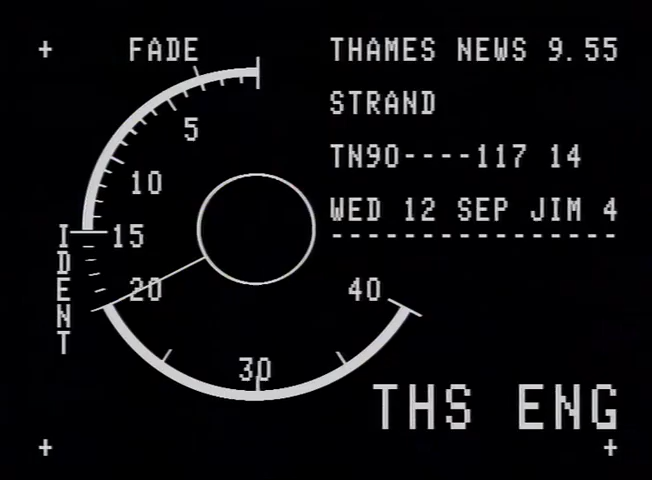 FADE
THAMES NEWS 9.55
STRAND
TN90----117 14
WED 12 SEP JIM 4
----------------
5
10
15
IDENT
20
40
30
THS ENG